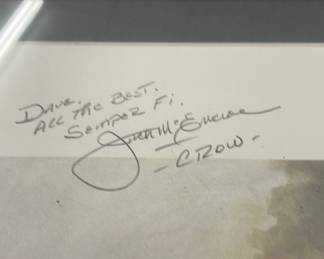 Dave,
All the Best.
Semper Fi,
-CROW-